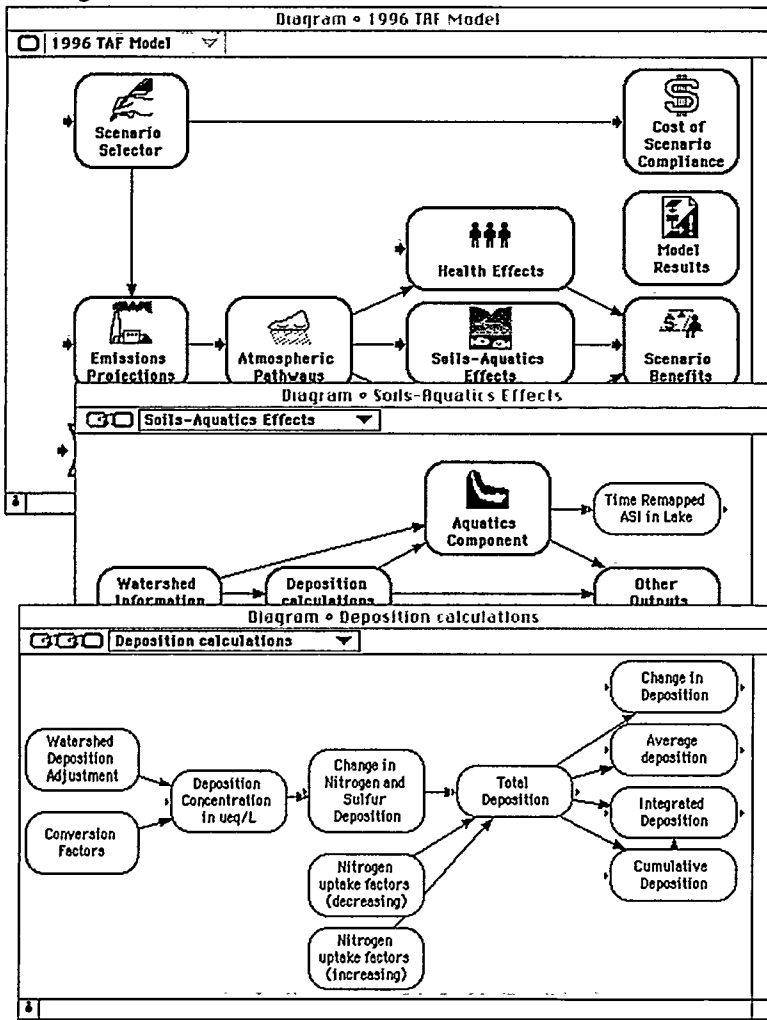 Diagram ∘ 1996 TAF Model
1996 TAF Model
Scenario
Selector
Cost of
Scenario
Compliance
Model
Results
Health Effects
Emissions
Projections
Atmospheric
Pathways
Soils-Aquatics
Effects
Scenario
Benefits
Diagram ∘ Soils-Aquatics Effects
Soils-Aquatics Effects
Aquatics
Component
Time Remapped
ASI in Lake
Watershed
Information
Deposition
calculations
Other
Outputs
Diagram ∘ Deposition calculations
Deposition calculations
Watershed
Deposition
Adjustment
Conversion
Factors
Deposition
Concentration
in ueq/L
Change in
Nitrogen and
Sulfur
Deposition
Nitrogen
uptake factors
(decreasing)
Nitrogen
uptake factors
(increasing)
Total
Deposition
Change in
Deposition
Average
deposition
Integrated
Deposition
Cumulative
Deposition